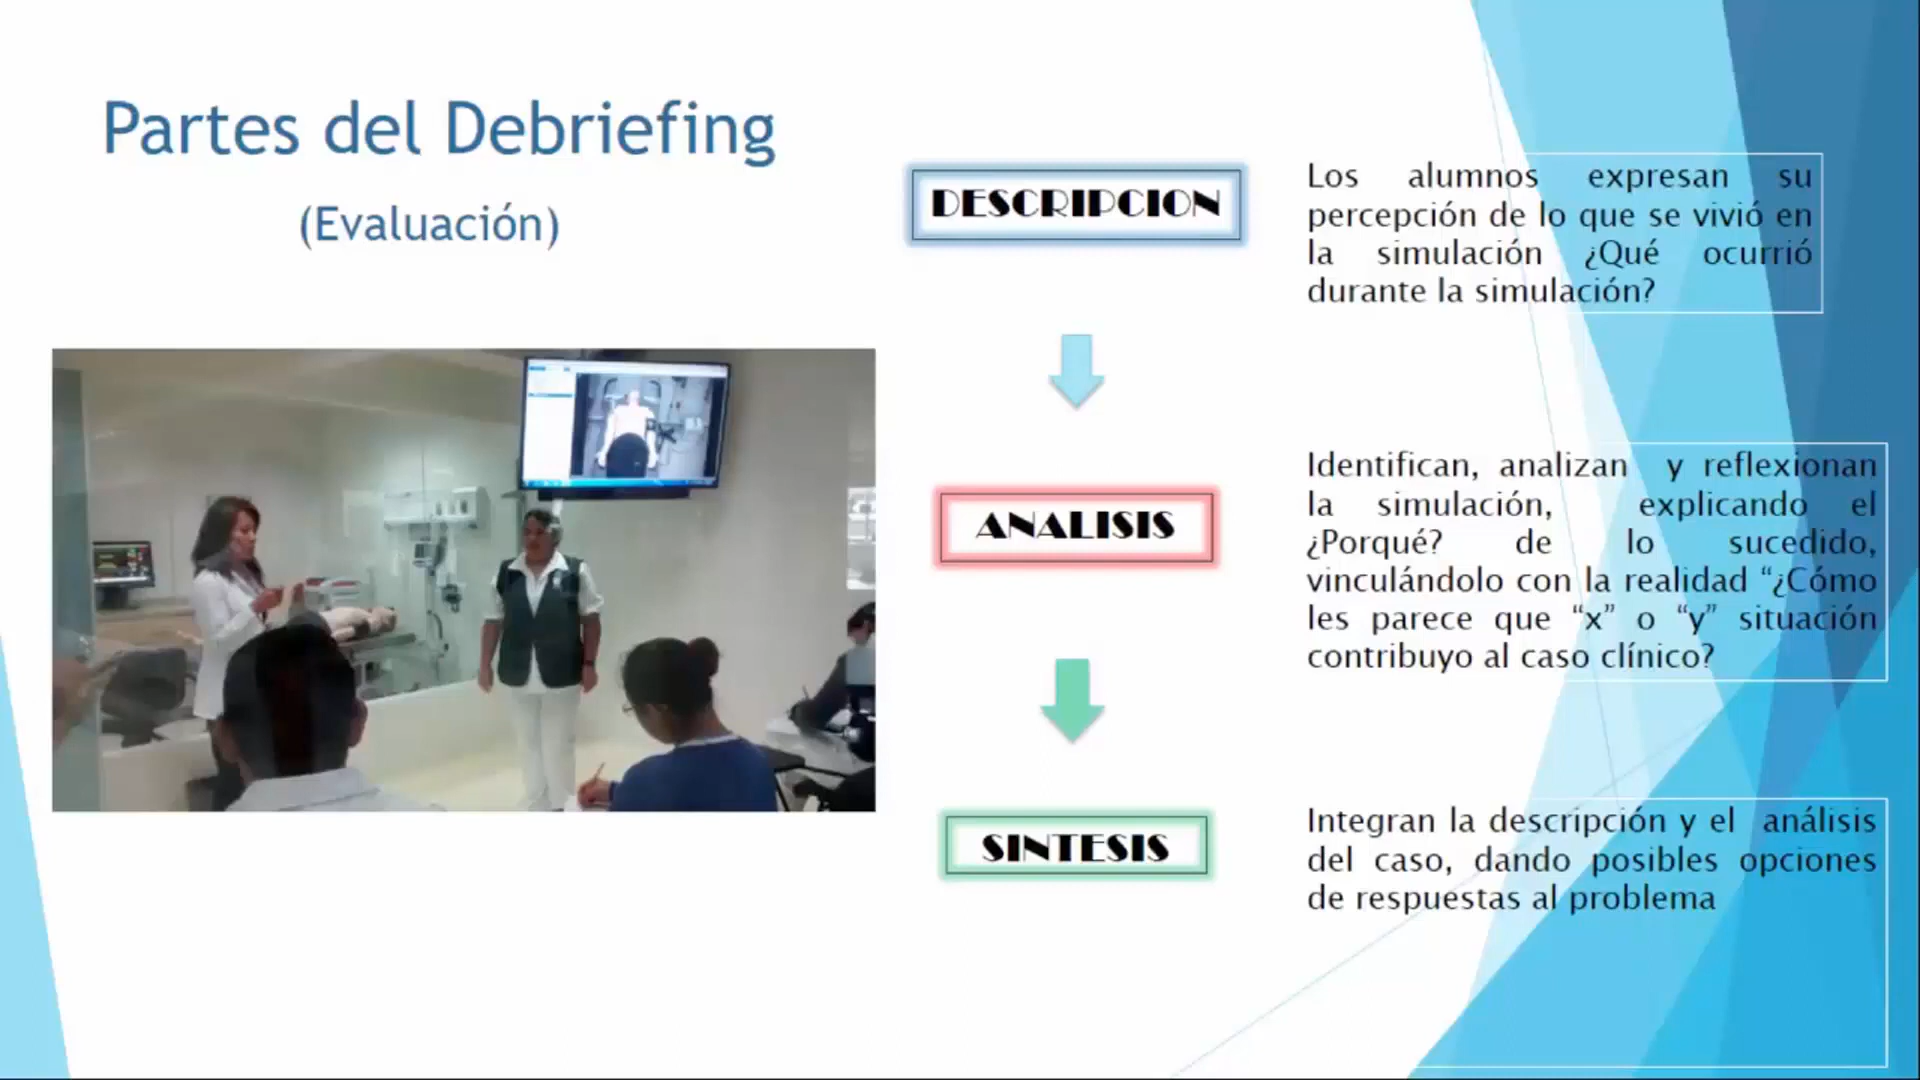 Partes del Debriefing
(Evaluación)
DESCRIPCION
Los alumnos expresan su
percepción de lo que se vivió en
la simulación ¿Qué ocurrió
durante la simulación?
ANALISIS
Identifican, analizan y reflexionan
la simulación, explicando el
¿Porqué? de lo sucedido,
vinculándolo con la realidad “¿Cómo
les parece que “x” o “y” situación
contribuyo al caso clínico?
SINTESIS
Integran la descripción y el análisis
del caso, dando posibles opciones
de respuestas al problema